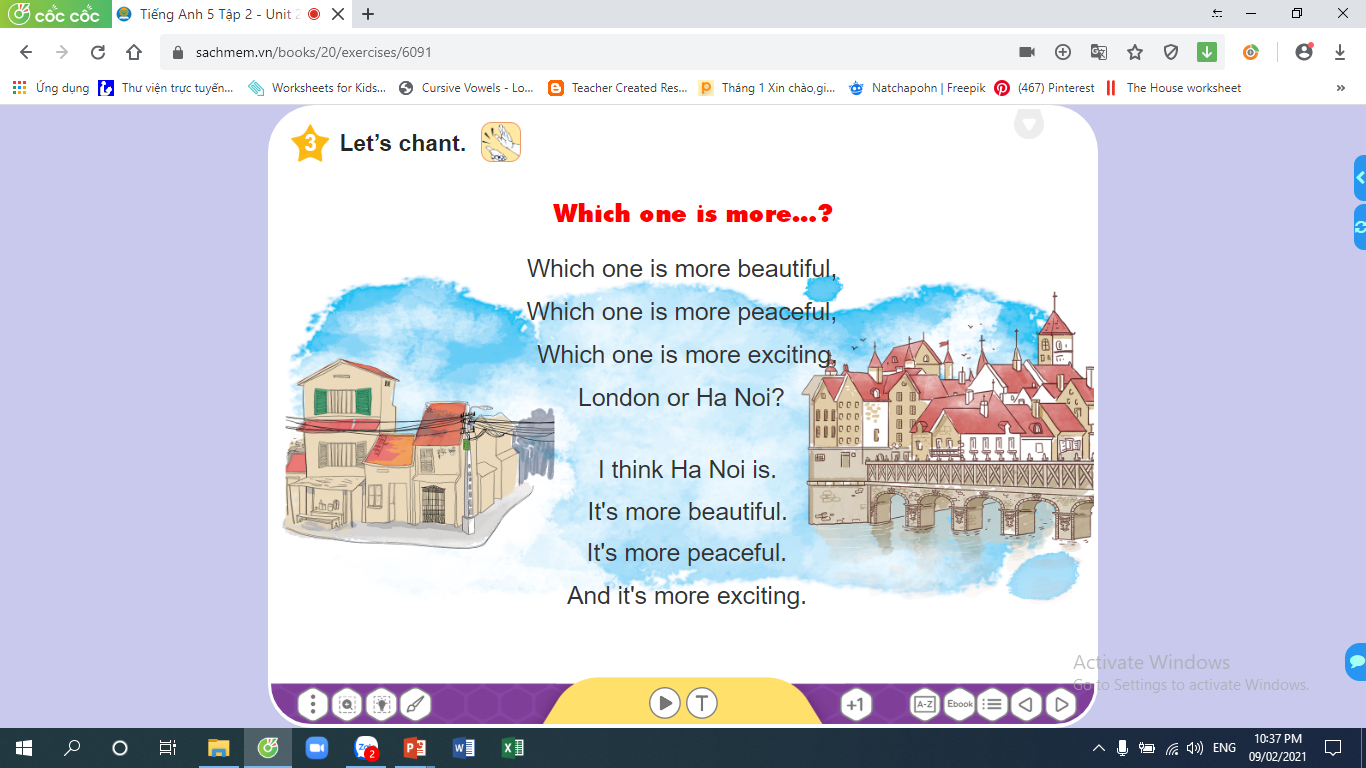 cốc cốc
Tiếng Anh 5 Tập 2 - Unit 2
sachmem.vn/books/20/exercises/6091
Ứng dụng
Thư viện trực tuyến...
Worksheets for Kids...
Cursive Vowels - Lo...
Teacher Created Res...
Tháng 1 Xin chào,gi...
Natchapohn | Freepik
(467) Pinterest
The House worksheet
»
3 Let's chant.
Which one is more...?
Which one is more beautiful,
Which one is more peaceful,
Which one is more exciting,
London or Ha Noi?
I think Ha Noi is.
It's more beautiful.
It's more peaceful.
And it's more exciting.
Activate Windows
Go to Settings to activate Windows.
T
+1
A-Z
Ebook
2
ENG
10:37 PM
09/02/2021